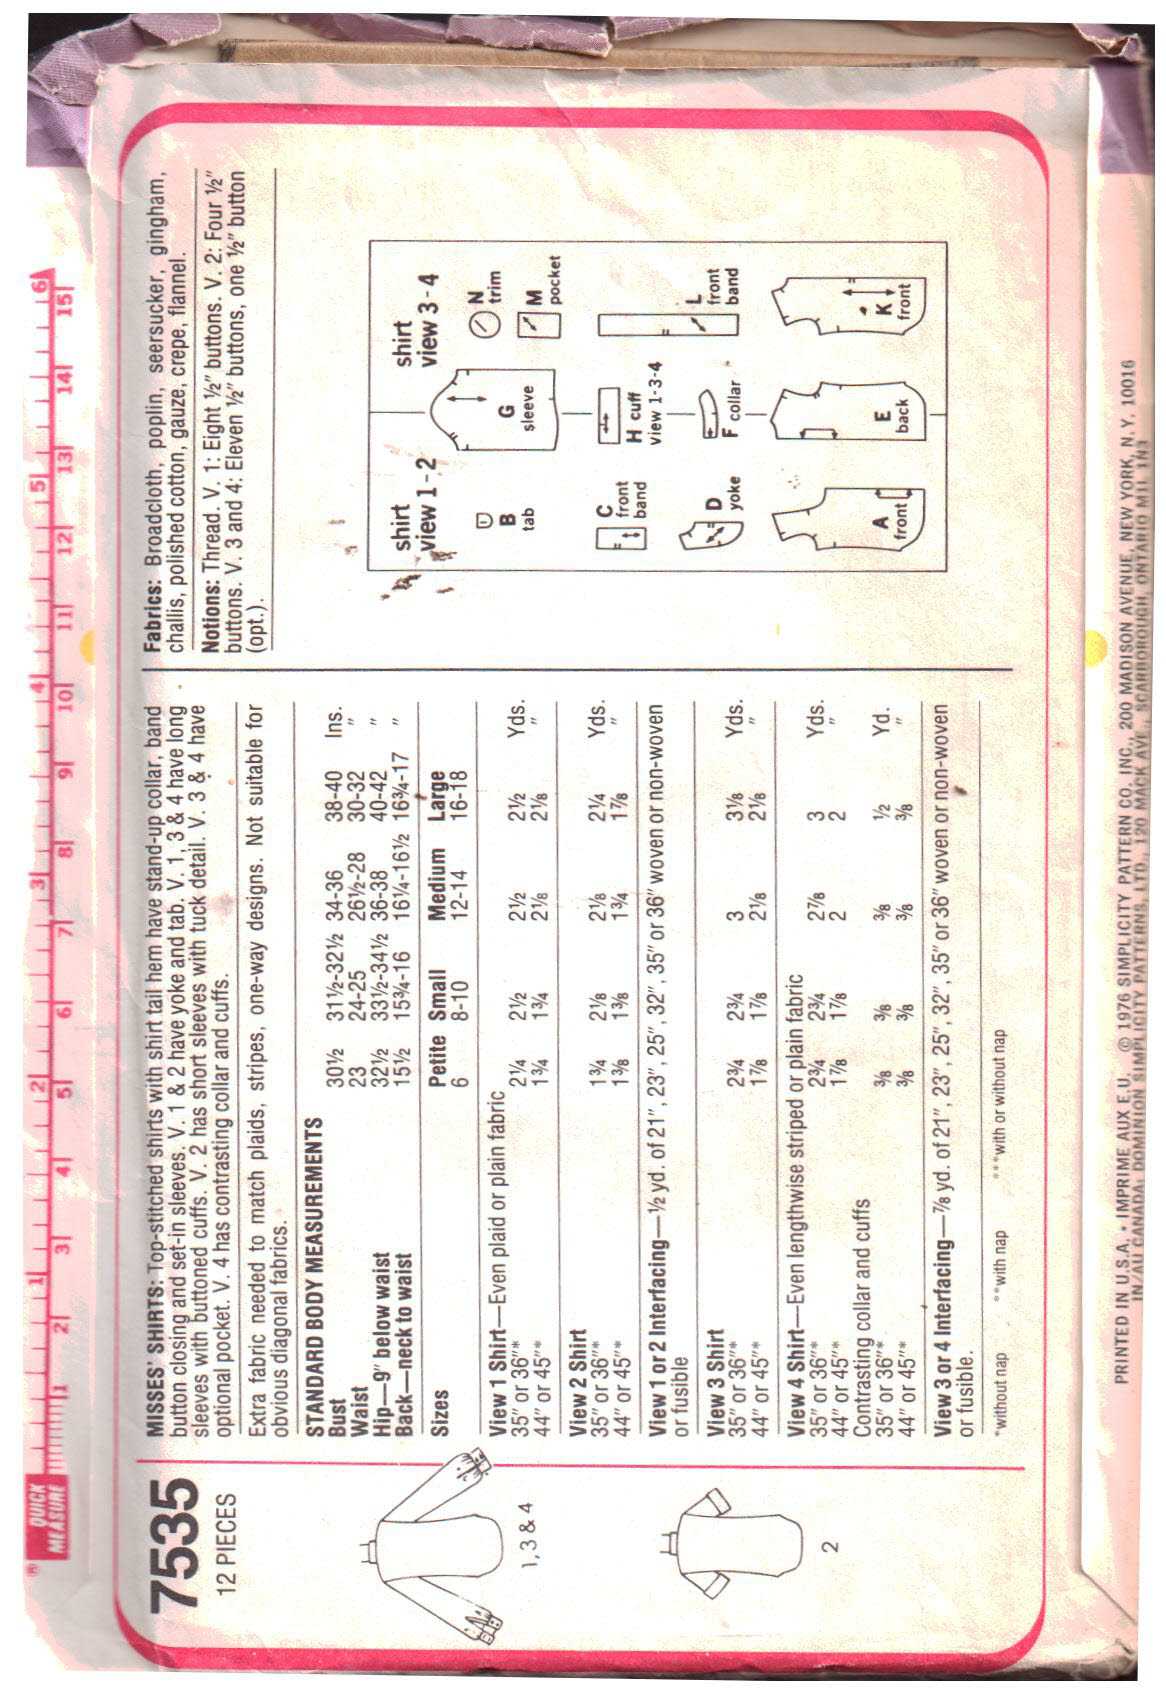 QUICK
MEASURE
®
1 2 3 4 5 6
1 2 3 4 5 6 7 8 9 10 11 12 13 14 15
7535
12 PIECES
1, 3 & 4
2
MISSES' SHIRTS: Top-stitched shirts with shirt tail hem have stand-up collar, band
button closing and set-in sleeves. V. 1 & 2 have yoke and tab. V. 1, 3 & 4 have long
sleeves with buttoned cuffs. V. 2 has short sleeves with tuck detail. V. 3 & 4 have
optional pocket. V. 4 has contrasting collar and cuffs.
Extra fabric needed to match plaids, stripes, one-way designs. Not suitable for
obvious diagonal fabrics.
STANDARD BODY MEASUREMENTS
Bust 30½ 31½-32½ 34-36 38-40 Ins.
Waist 23 24-25 26½-28 30-32 "
Hip—9" below waist 32½ 33½-34½ 36-38 40-42 "
Back—neck to waist 15½ 15¾-16 16¼-16½ 16¾-17 "
Petite Small Medium Large
Sizes 6 8-10 12-14 16-18
View 1 Shirt—Even plaid or plain fabric
35" or 36"* 2¼ 2½ 2½ 2½ Yds.
44" or 45"* 1¾ 1¾ 2⅛ 2⅛ "
View 2 Shirt
35" or 36"* 1¾ 2⅛ 2⅛ 2¼ Yds.
44" or 45"* 1⅜ 1⅜ 1¾ 1⅞ "
View 1 or 2 Interfacing—½ yd. of 21", 23", 25", 32", 35" or 36" woven or non-woven
or fusible
View 3 Shirt
35" or 36"* 2¾ 2¾ 3 3⅛ Yds.
44" or 45"* 1⅞ 1⅞ 2⅛ 2⅛ "
View 4 Shirt—Even lengthwise striped or plain fabric
35" or 36"* 2¾ 2¾ 2⅞ 3 Yds.
44" or 45"* 1⅞ 1⅞ 2 2 "
Contrasting collar and cuffs
35" or 36"* ⅜ ⅜ ⅜ ½ Yd.
44" or 45"* ⅜ ⅜ ⅜ ⅜ "
View 3 or 4 Interfacing—⅞ yd. of 21", 23", 25", 32", 35" or 36" woven or non-woven
or fusible.
*without nap **with nap ***with or without nap
Fabrics: Broadcloth, poplin, seersucker, gingham,
challis, polished cotton, gauze, crepe, flannel.
Notions: Thread. V. 1: Eight ½" buttons. V. 2: Four ½"
buttons. V. 3 and 4: Eleven ½" buttons, one ½" button
(opt.).
shirt
view 1-2
shirt
view 3-4
B
tab
G
sleeve
N
trim
M
pocket
C
front
band
H cuff
view 1-3-4
L
front
band
D
yoke
F collar
A
front
E
back
K
front
PRINTED IN U.S.A. • IMPRIME AUX E.U. © 1976 SIMPLICITY PATTERN CO. INC., 200 MADISON AVENUE, NEW YORK, N.Y. 10016
IN/AU CANADA: DOMINION SIMPLICITY PATTERNS, LTD., 120 MACK AVE., SCARBOROUGH, ONTARIO M1L 1N3